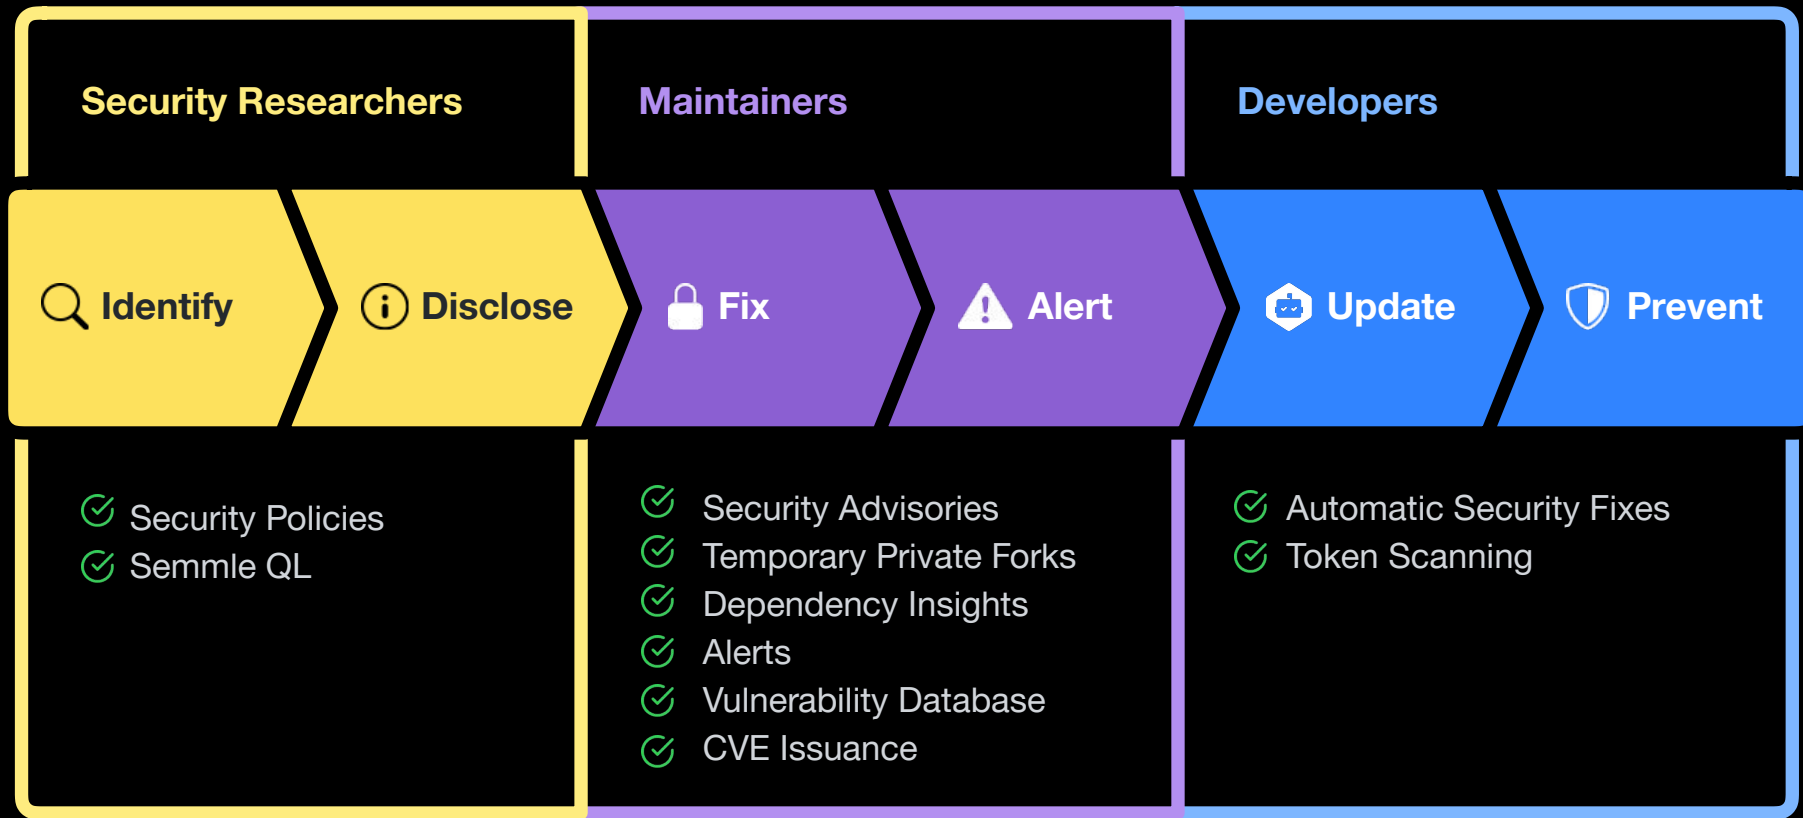 Security Researchers
Maintainers
Developers
Identify
Disclose
Fix
Alert
Update
Prevent
Security Policies
Semmle QL
Security Advisories
Temporary Private Forks
Dependency Insights
Alerts
Vulnerability Database
CVE Issuance
Automatic Security Fixes
Token Scanning